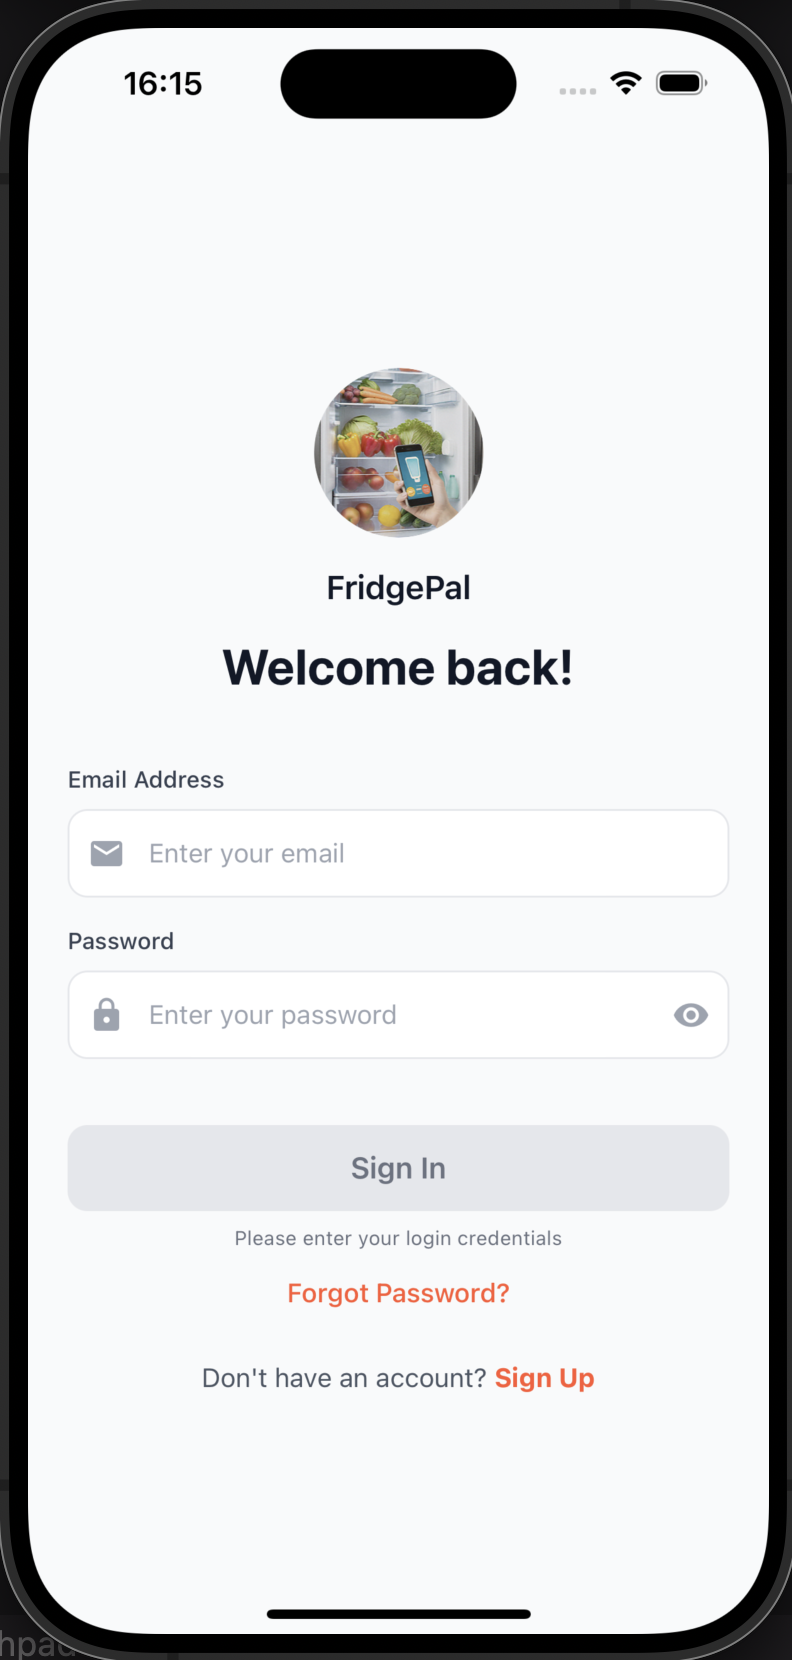 16:15
FridgePal
Welcome back!
Email Address
Enter your email
Password
Enter your password
Sign In
Please enter your login credentials
Forgot Password?
Don't have an account? Sign Up